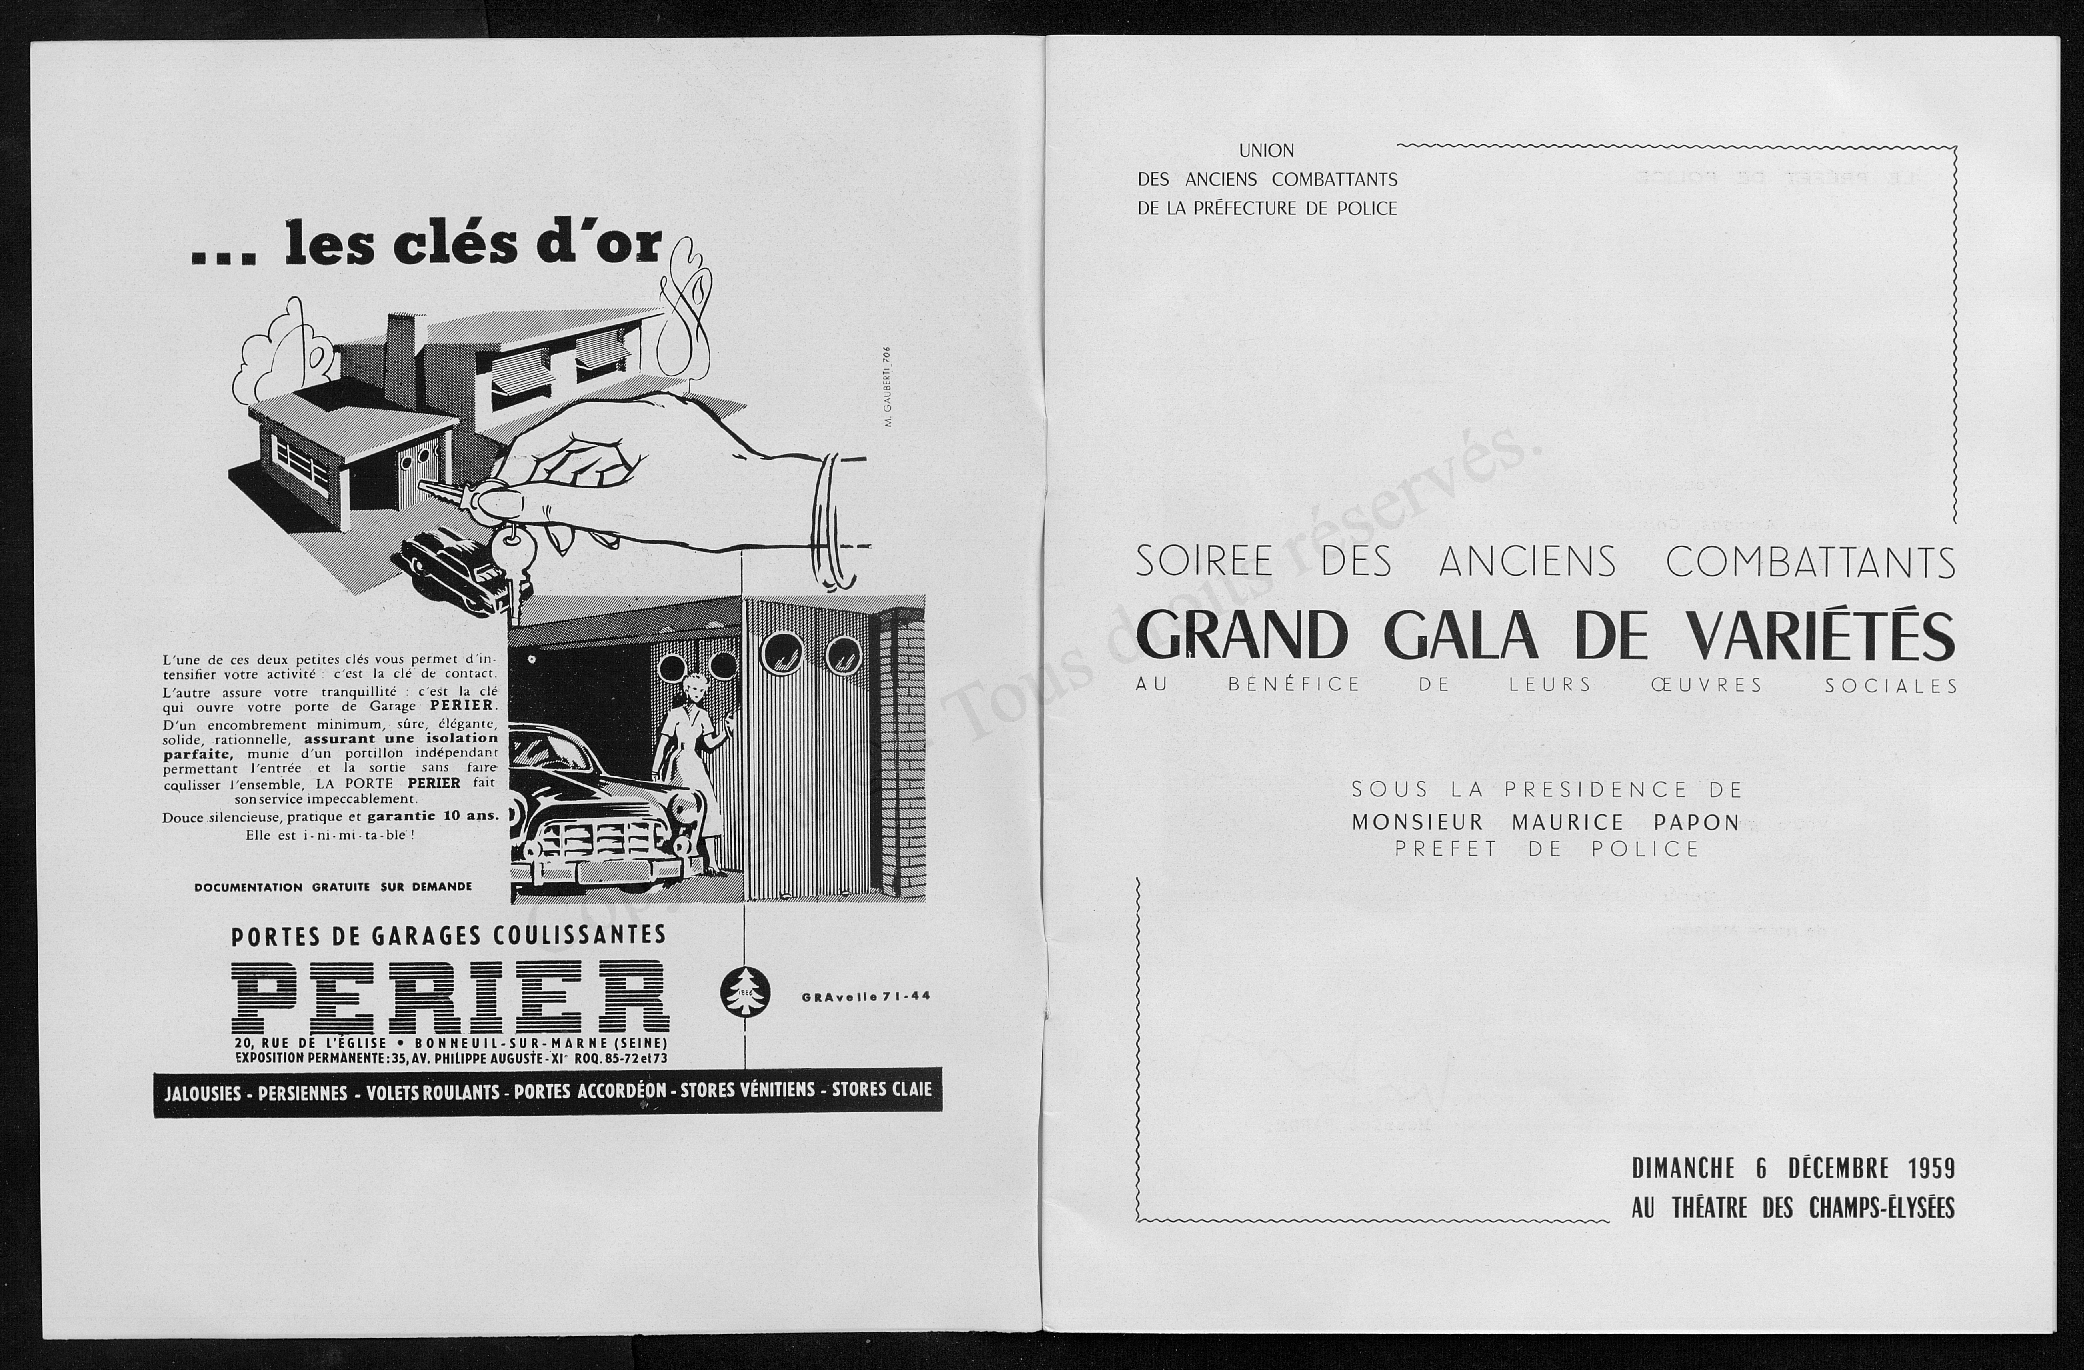 ... les clés d'or
M. GAUBERTI_706
L'une de ces deux petites clés vous permet d'in-
tensifier votre activité : c'est la clé de contact.
L'autre assure votre tranquillité : c'est la clé
qui ouvre votre porte de Garage PERIER.
D'un encombrement minimum, sûre, élégante,
solide, rationnelle, assurant une isolation
parfaite, munie d'un portillon indépendant
permettant l'entrée et la sortie sans faire
coulisser l'ensemble, LA PORTE PERIER fait
son service impeccablement.
Douce silencieuse, pratique et garantie 10 ans.
Elle est i-ni-mi-ta-ble !
DOCUMENTATION GRATUITE SUR DEMANDE
PORTES DE GARAGES COULISSANTES
PERIER
GRAvelle 71-44
20, RUE DE L'ÉGLISE • BONNEUIL-SUR-MARNE (SEINE)
EXPOSITION PERMANENTE : 35, AV. PHILIPPE AUGUSTE - XIe ROQ. 85-72 et 73
JALOUSIES - PERSIENNES - VOLETS ROULANTS - PORTES ACCORDÉON - STORES VÉNITIENS - STORES CLAIE
UNION
DES ANCIENS COMBATTANTS
DE LA PRÉFECTURE DE POLICE
SOIREE DES ANCIENS COMBATTANTS
GRAND GALA DE VARIÉTÉS
AU BÉNÉFICE DE LEURS ŒUVRES SOCIALES
SOUS LA PRESIDENCE DE
MONSIEUR MAURICE PAPON
PREFET DE POLICE
DIMANCHE 6 DÉCEMBRE 1959
AU THÉATRE DES CHAMPS-ÉLYSÉES
Tous droits réservés.